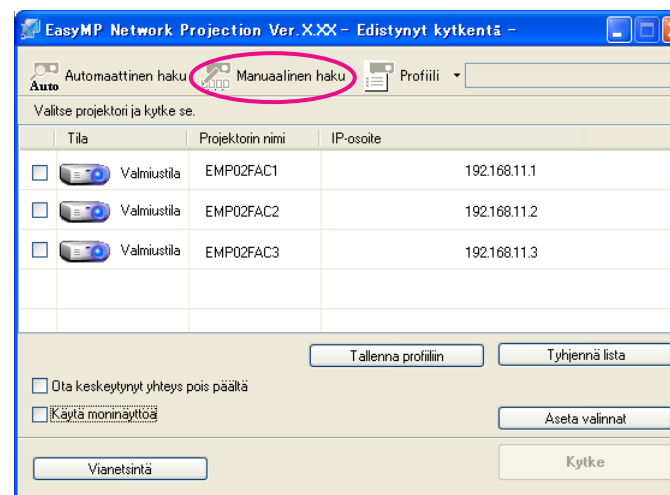 EasyMP Network Projection Ver.X.XX – Edistynyt kytkentä –
Auto Automaattinen haku Manuaalinen haku Profiili
Valitse projektori ja kytke se.
Tila Projektorin nimi IP-osoite
Valmiustila EMP02FAC1 192.168.11.1
Valmiustila EMP02FAC2 192.168.11.2
Valmiustila EMP02FAC3 192.168.11.3
Tallenna profiiliin Tyhjennä lista
Ota keskeytynyt yhteys pois päältä
Käytä moninäyttöä
Aseta valinnat
Vianetsintä Kytke